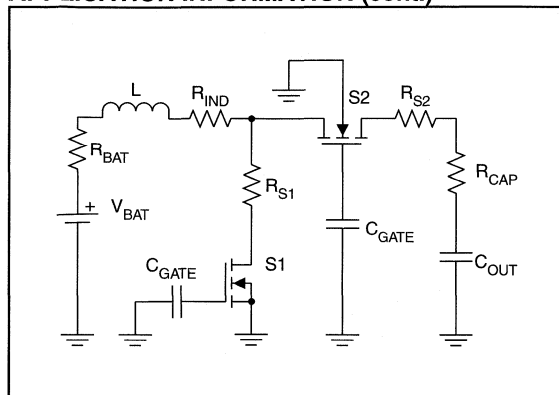 APPLICATION INFORMATION (cont.)
L
R_IND
S2
R_S2
R_BAT
R_S1
R_CAP
+
V_BAT
C_GATE
C_GATE
S1
C_OUT